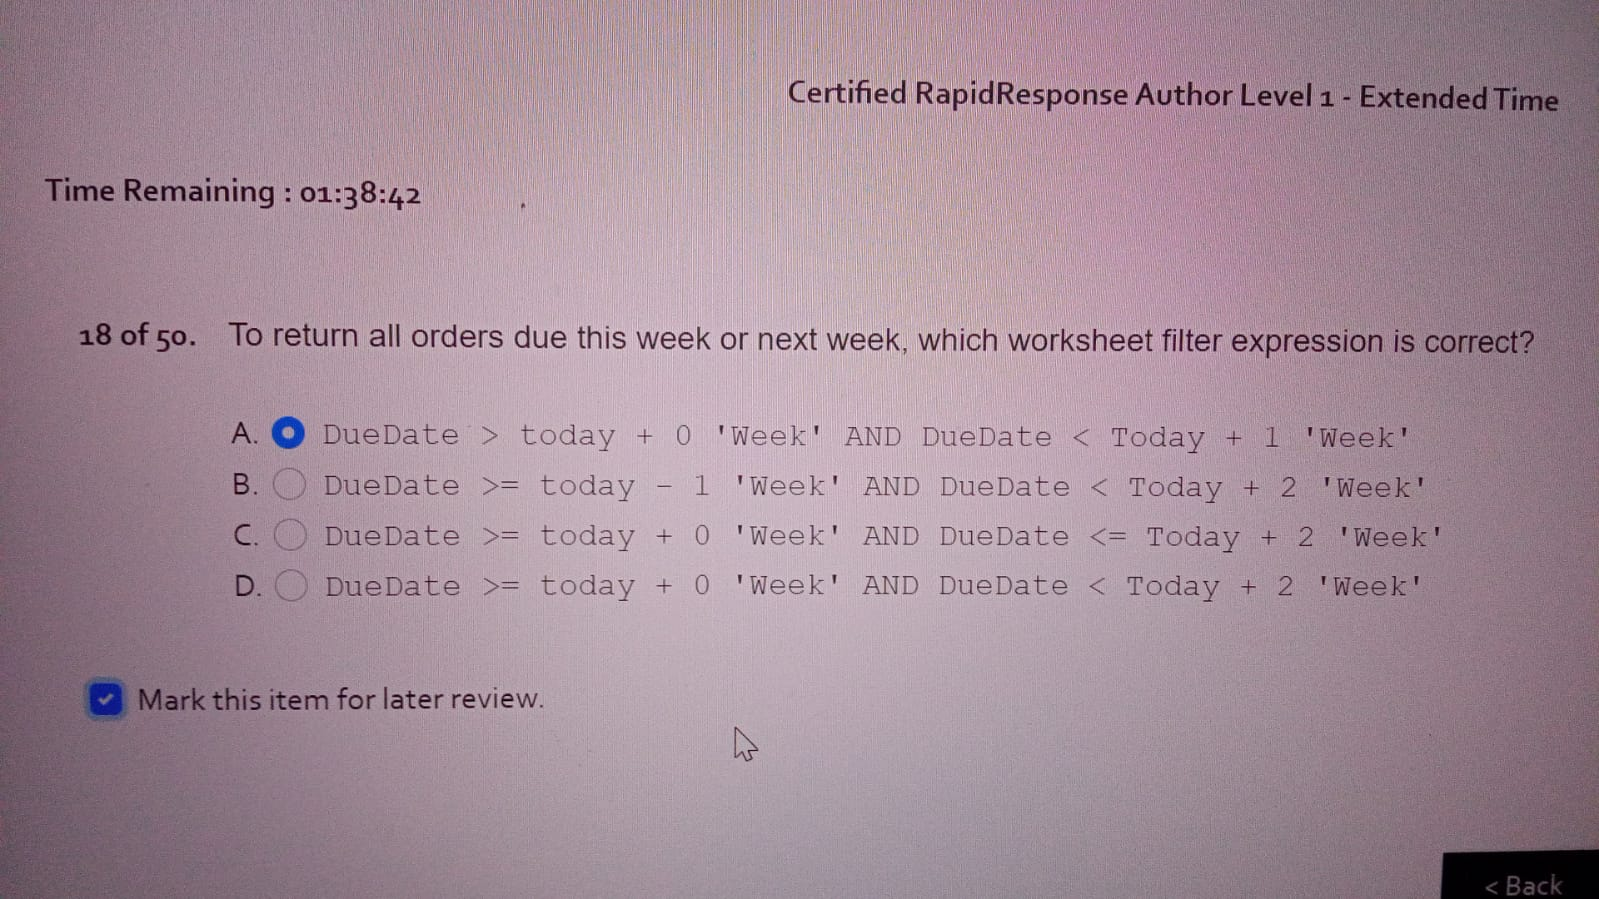 Certified RapidResponse Author Level 1 - Extended Time
Time Remaining : 01:38:42
18 of 50. To return all orders due this week or next week, which worksheet filter expression is correct?
A. DueDate > today + 0 'Week' AND DueDate < Today + 1 'Week'
B. DueDate >= today - 1 'Week' AND DueDate < Today + 2 'Week'
C. DueDate >= today + 0 'Week' AND DueDate <= Today + 2 'Week'
D. DueDate >= today + 0 'Week' AND DueDate < Today + 2 'Week'
Mark this item for later review.
< Back